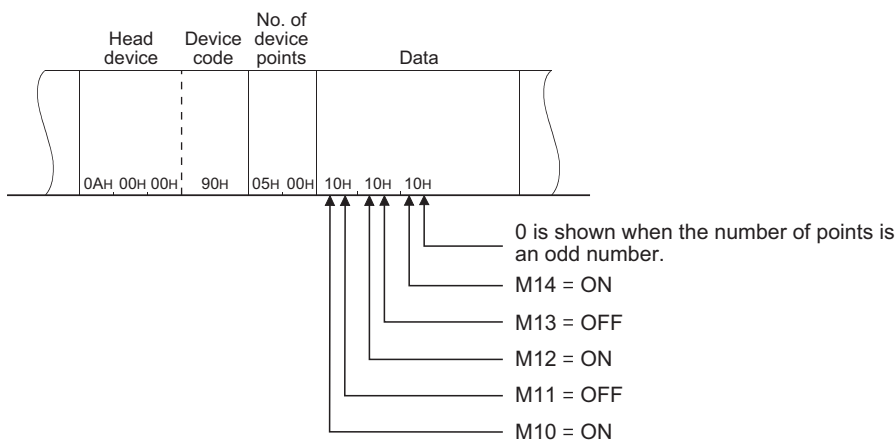 Head device
Device code
No. of device points
Data
0AH 00H 00H 90H 05H 00H 10H 10H 10H
0 is shown when the number of points is
an odd number.
M14 = ON
M13 = OFF
M12 = ON
M11 = OFF
M10 = ON